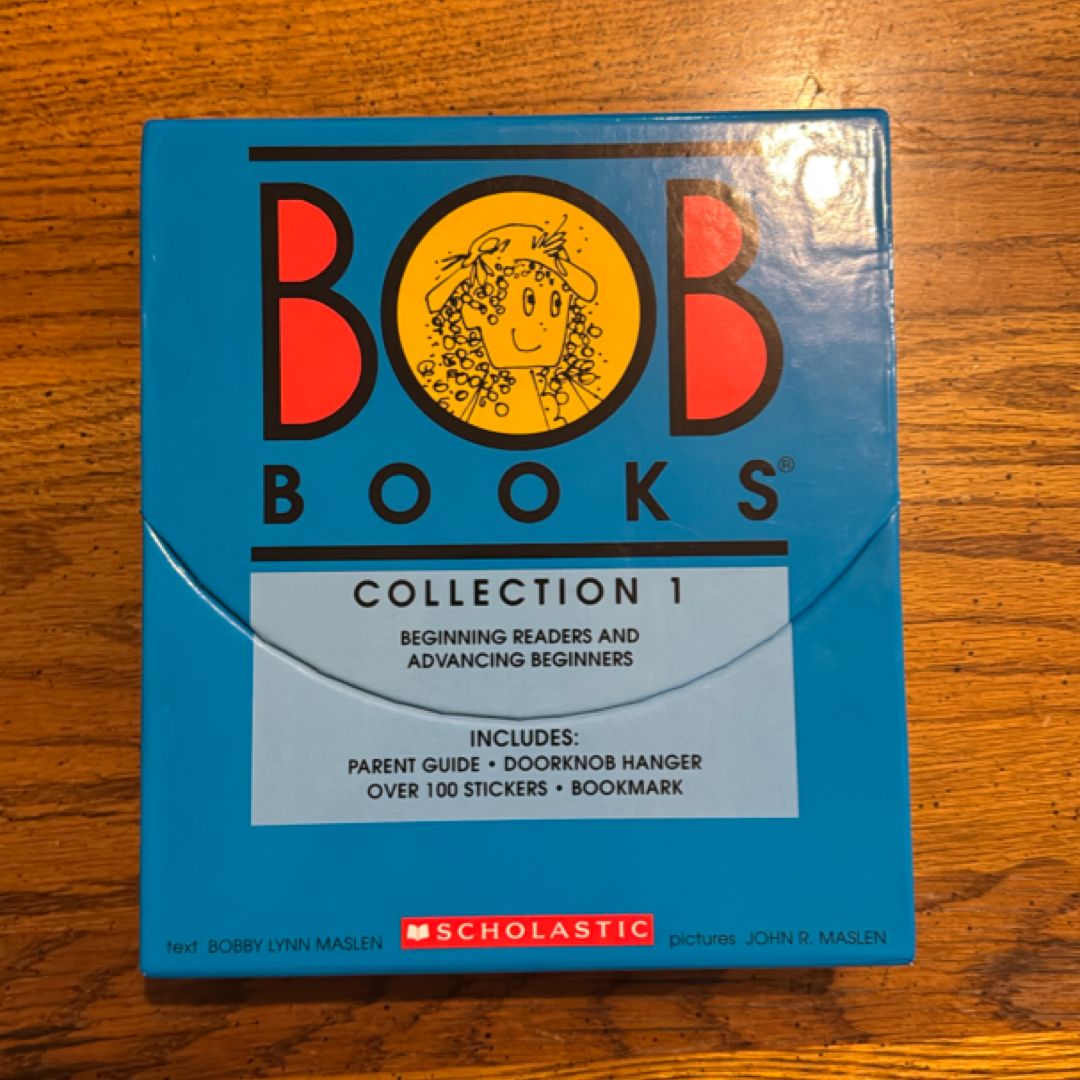 BOB
BOOKS®
COLLECTION 1
BEGINNING READERS AND
ADVANCING BEGINNERS
INCLUDES:
PARENT GUIDE • DOORKNOB HANGER
OVER 100 STICKERS • BOOKMARK
text BOBBY LYNN MASLEN SCHOLASTIC pictures JOHN R. MASLEN